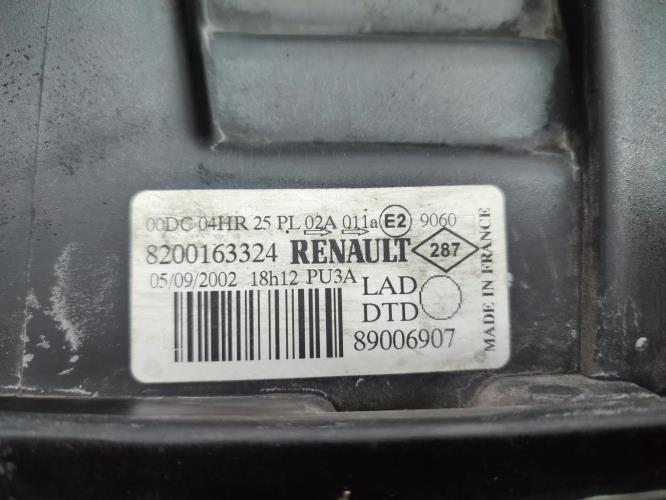 00DC 04HR 25 PL 02A 011a E2 9060
8200163324 RENAULT 287
05/09/2002 18h12 PU3A
LAD
DTD
89006907
MADE IN FRANCE